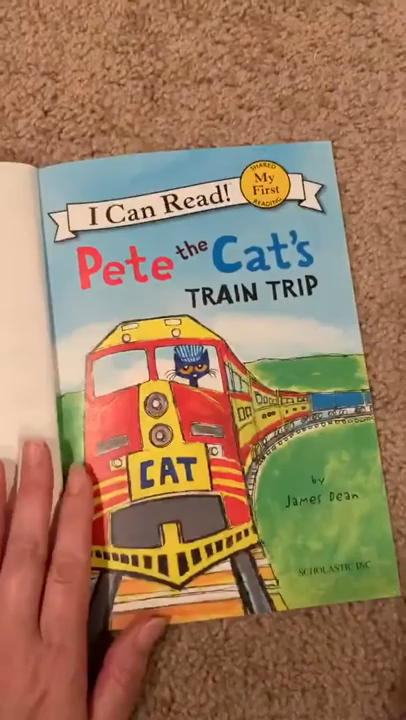 I Can Read!
SHARED
My
First
READING
Pete the Cat's
TRAIN TRIP
CAT
by
James Dean
SCHOLASTIC INC